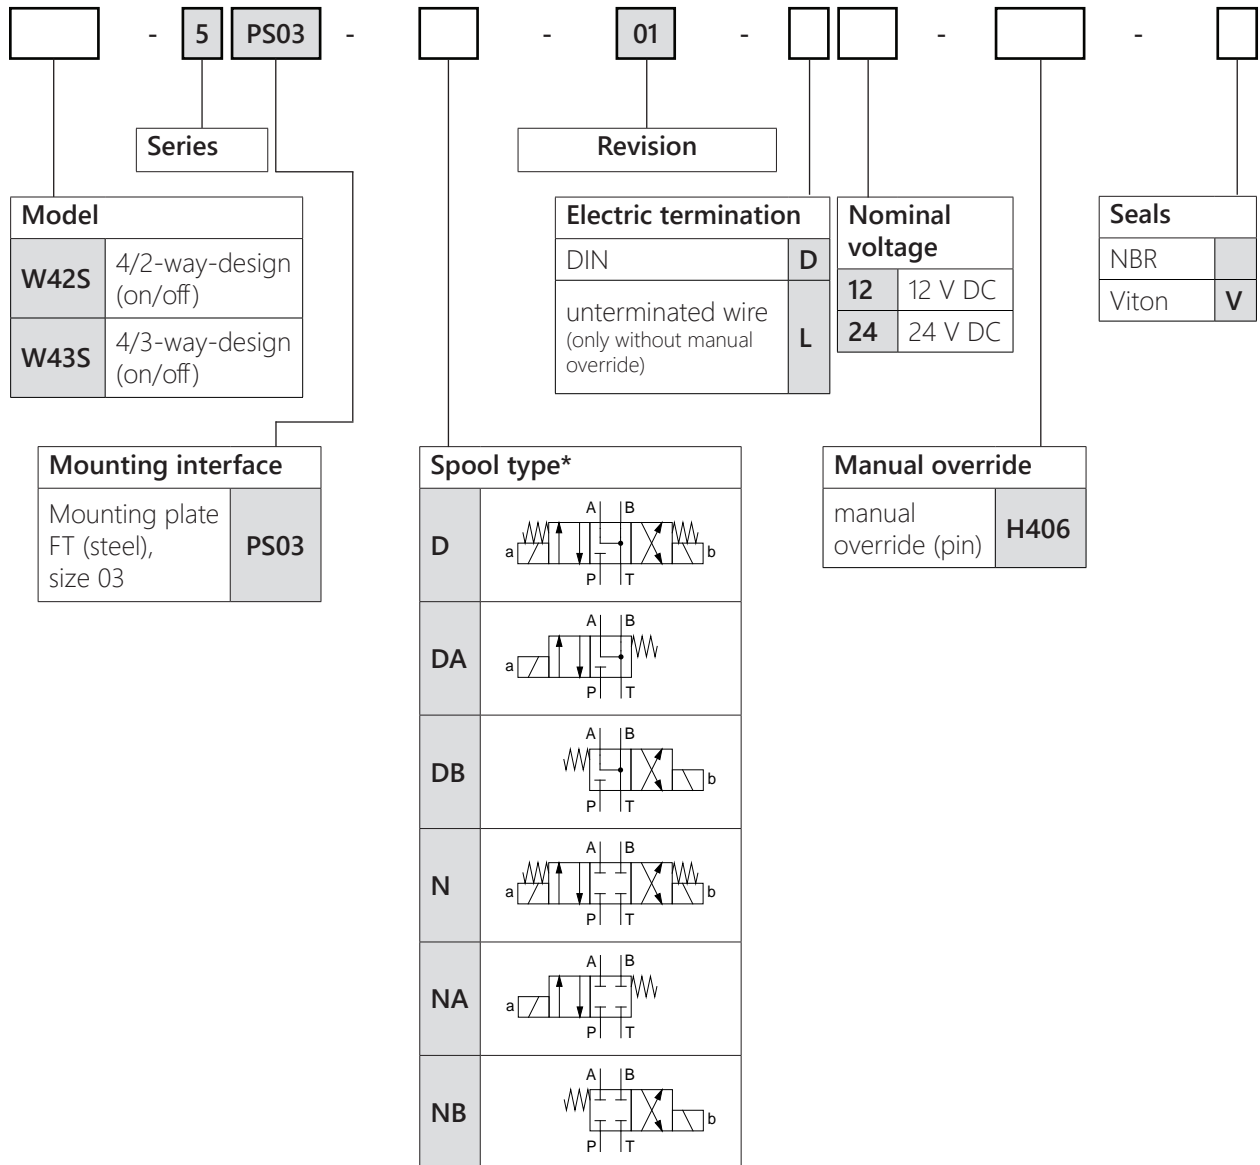 - 5 PS03 - - 01 - - -
Series
Revision
Model
W42S 4/2-way-design
(on/off)
W43S 4/3-way-design
(on/off)
Electric termination
DIN D
unterminated wire
(only without manual
override)
L
Nominal
voltage
12 12 V DC
24 24 V DC
Seals
NBR
Viton V
Mounting interface
Mounting plate
FT (steel),
size 03
PS03
Spool type*
D
A B
a b
P T
DA
A B
a
P T
DB
A B
b
P T
N
A B
a b
P T
NA
A B
a
P T
NB
A B
b
P T
Manual override
manual
override (pin)
H406